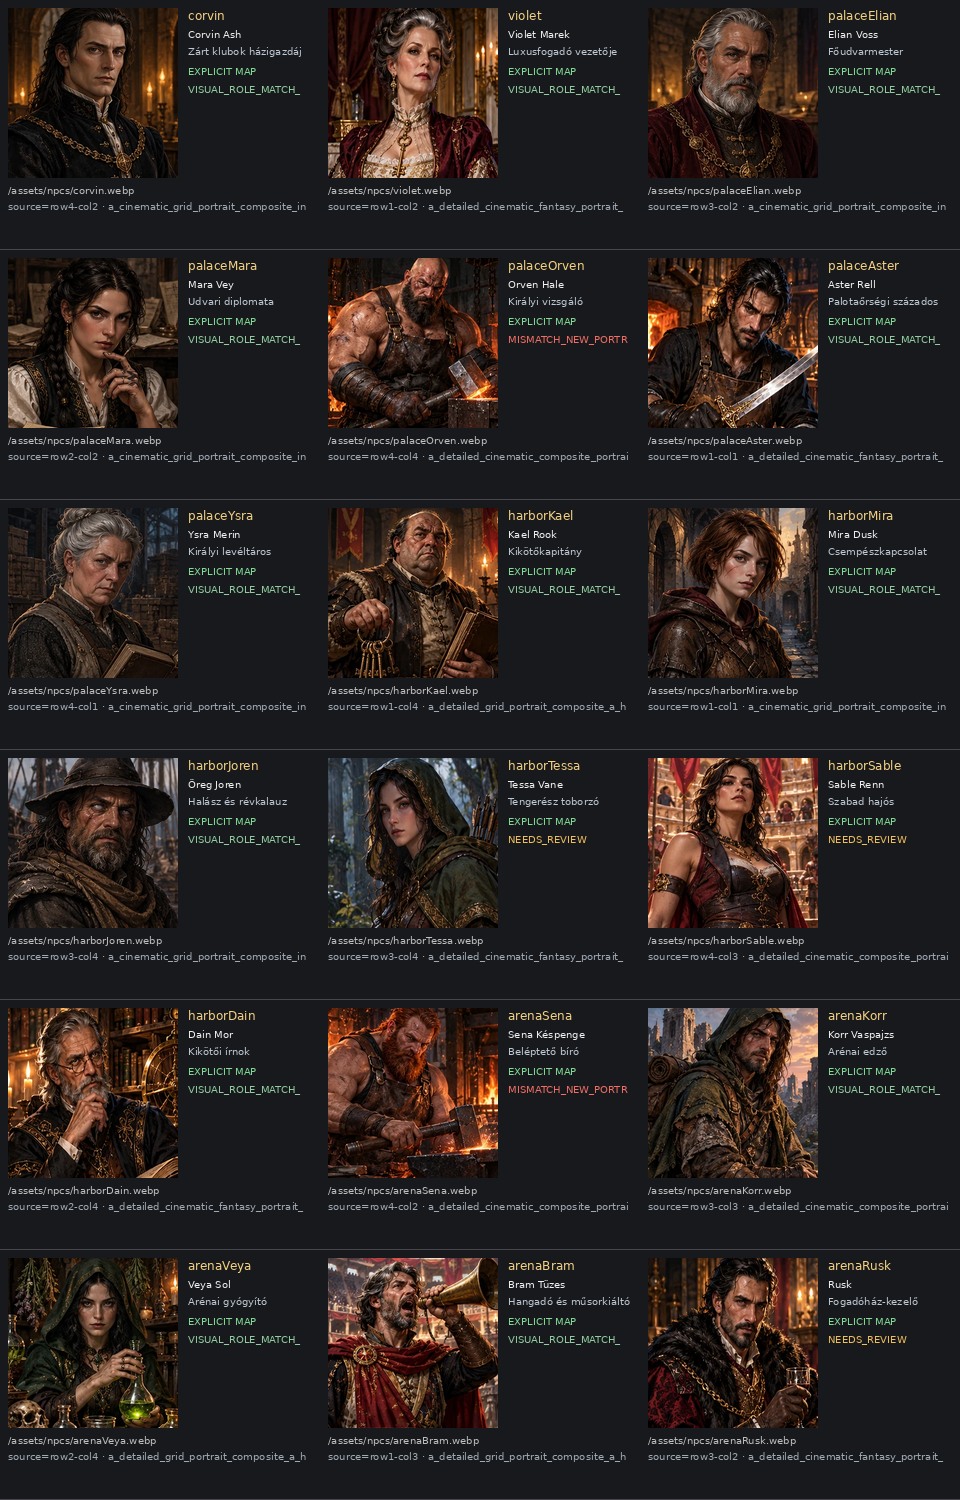 corvin
Corvin Ash
Zárt klubok házigazdáj
EXPLICIT MAP
VISUAL_ROLE_MATCH_
/assets/npcs/corvin.webp
source=row4-col2 · a_cinematic_grid_portrait_composite_in
violet
Violet Marek
Luxusfogadó vezetője
EXPLICIT MAP
VISUAL_ROLE_MATCH_
/assets/npcs/violet.webp
source=row1-col2 · a_detailed_cinematic_fantasy_portrait_
palaceElian
Elian Voss
Főudvarmester
EXPLICIT MAP
VISUAL_ROLE_MATCH_
/assets/npcs/palaceElian.webp
source=row3-col2 · a_cinematic_grid_portrait_composite_in
palaceMara
Mara Vey
Udvari diplomata
EXPLICIT MAP
VISUAL_ROLE_MATCH_
/assets/npcs/palaceMara.webp
source=row2-col2 · a_cinematic_grid_portrait_composite_in
palaceOrven
Orven Hale
Királyi vizsgáló
EXPLICIT MAP
MISMATCH_NEW_PORTR
/assets/npcs/palaceOrven.webp
source=row4-col4 · a_detailed_cinematic_composite_portrai
palaceAster
Aster Rell
Palotaőrségi százados
EXPLICIT MAP
VISUAL_ROLE_MATCH_
/assets/npcs/palaceAster.webp
source=row1-col1 · a_detailed_cinematic_fantasy_portrait_
palaceYsra
Ysra Merin
Királyi levéltáros
EXPLICIT MAP
VISUAL_ROLE_MATCH_
/assets/npcs/palaceYsra.webp
source=row4-col1 · a_cinematic_grid_portrait_composite_in
harborKael
Kael Rook
Kikötőkapitány
EXPLICIT MAP
VISUAL_ROLE_MATCH_
/assets/npcs/harborKael.webp
source=row1-col4 · a_detailed_grid_portrait_composite_a_h
harborMira
Mira Dusk
Csempészkapcsolat
EXPLICIT MAP
VISUAL_ROLE_MATCH_
/assets/npcs/harborMira.webp
source=row1-col1 · a_cinematic_grid_portrait_composite_in
harborJoren
Öreg Joren
Halász és révkalauz
EXPLICIT MAP
VISUAL_ROLE_MATCH_
/assets/npcs/harborJoren.webp
source=row3-col4 · a_cinematic_grid_portrait_composite_in
harborTessa
Tessa Vane
Tengerész toborzó
EXPLICIT MAP
NEEDS_REVIEW
/assets/npcs/harborTessa.webp
source=row3-col4 · a_detailed_cinematic_fantasy_portrait_
harborSable
Sable Renn
Szabad hajós
EXPLICIT MAP
NEEDS_REVIEW
/assets/npcs/harborSable.webp
source=row4-col3 · a_detailed_cinematic_composite_portrai
harborDain
Dain Mor
Kikötői írnok
EXPLICIT MAP
VISUAL_ROLE_MATCH_
/assets/npcs/harborDain.webp
source=row2-col4 · a_detailed_cinematic_fantasy_portrait_
arenaSena
Sena Késpenge
Beléptető bíró
EXPLICIT MAP
MISMATCH_NEW_PORTR
/assets/npcs/arenaSena.webp
source=row4-col2 · a_detailed_cinematic_composite_portrai
arenaKorr
Korr Vaspajzs
Arénai edző
EXPLICIT MAP
VISUAL_ROLE_MATCH_
/assets/npcs/arenaKorr.webp
source=row3-col3 · a_detailed_cinematic_composite_portrai
arenaVeya
Veya Sol
Arénai gyógyító
EXPLICIT MAP
VISUAL_ROLE_MATCH_
/assets/npcs/arenaVeya.webp
source=row2-col4 · a_detailed_grid_portrait_composite_a_h
arenaBram
Bram Tüzes
Hangadó és műsorkiáltó
EXPLICIT MAP
VISUAL_ROLE_MATCH_
/assets/npcs/arenaBram.webp
source=row1-col3 · a_detailed_grid_portrait_composite_a_h
arenaRusk
Rusk
Fogadóház-kezelő
EXPLICIT MAP
NEEDS_REVIEW
/assets/npcs/arenaRusk.webp
source=row3-col2 · a_detailed_cinematic_fantasy_portrait_